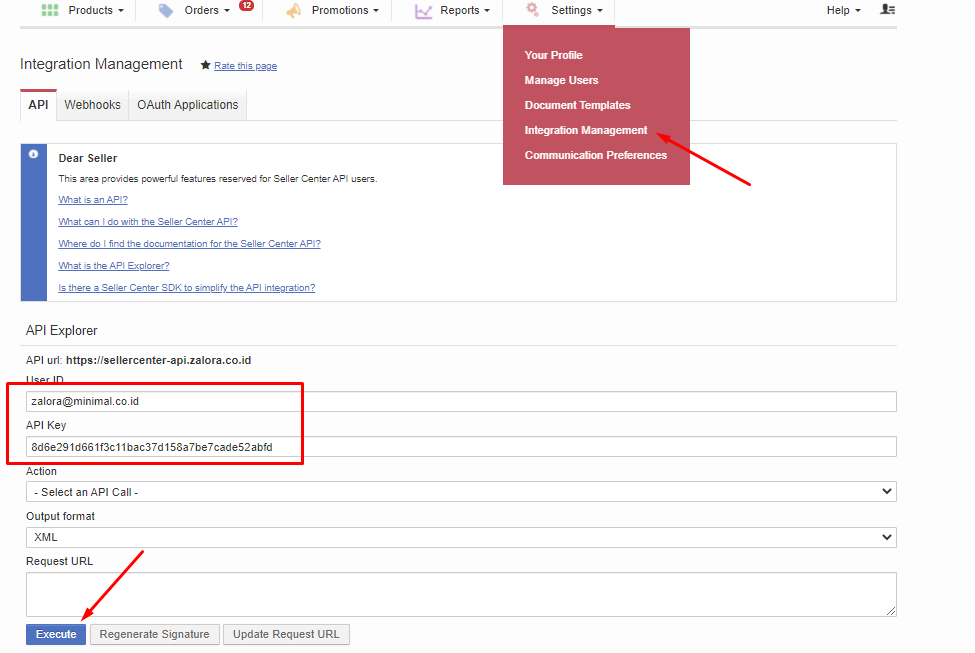 Products
Orders
12
Promotions
Reports
Settings
Help
Your Profile
Manage Users
Document Templates
Integration Management
Communication Preferences
Integration Management
Rate this page
API
Webhooks
OAuth Applications
Dear Seller
This area provides powerful features reserved for Seller Center API users.
What is an API?
What can I do with the Seller Center API?
Where do I find the documentation for the Seller Center API?
What is the API Explorer?
Is there a Seller Center SDK to simplify the API integration?
API Explorer
API url: https://sellercenter-api.zalora.co.id
User ID
zalora@minimal.co.id
API Key
8d6e291d661f3c11bac37d158a7be7cade52abfd
Action
- Select an API Call -
Output format
XML
Request URL
Execute
Regenerate Signature
Update Request URL